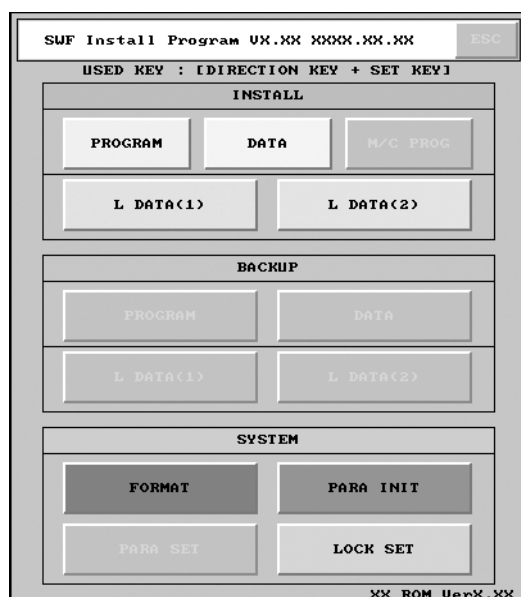 SWF Install Program VX.XX XXXX.XX.XX ESC
USED KEY : [DIRECTION KEY + SET KEY]
INSTALL
PROGRAM DATA M/C PROG
L DATA(1) L DATA(2)
BACKUP
PROGRAM DATA
L DATA(1) L DATA(2)
SYSTEM
FORMAT PARA INIT
PARA SET LOCK SET
XX ROM VerX.XX